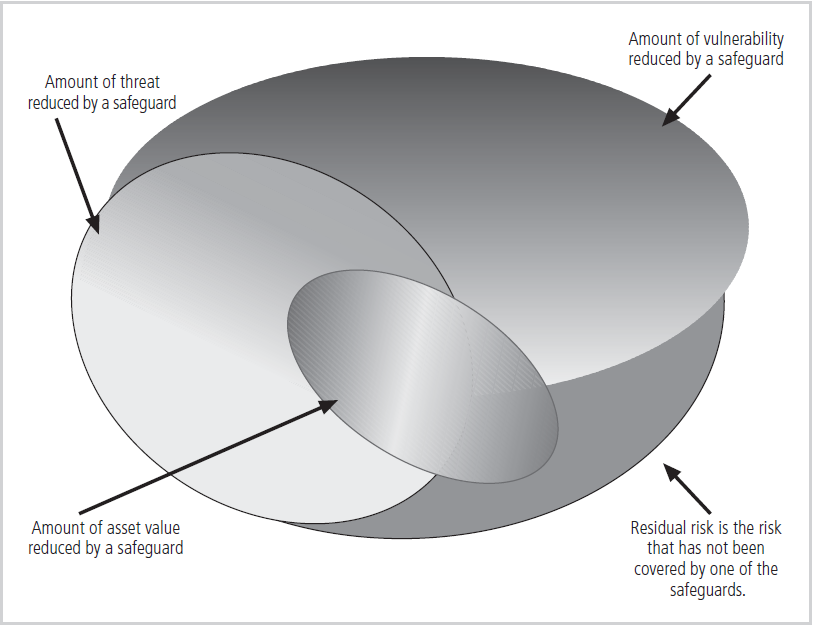 Amount of vulnerability
reduced by a safeguard
Amount of threat
reduced by a safeguard
Amount of asset value
reduced by a safeguard
Residual risk is the risk
that has not been
covered by one of the
safeguards.